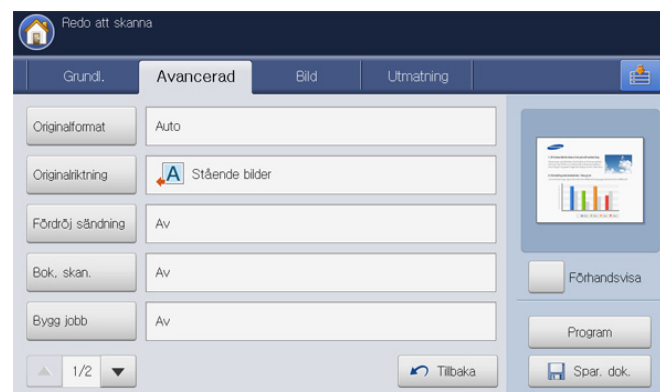 Redo att skanna
Grundl.
Avancerad
Bild
Utmatning
Originalformat
Auto
Originalriktning
A
Stående bilder
Fördröj sändning
Av
Bok. skan.
Av
Förhandsvisa
Bygg jobb
Av
Program
1/2
Tillbaka
Spar. dok.